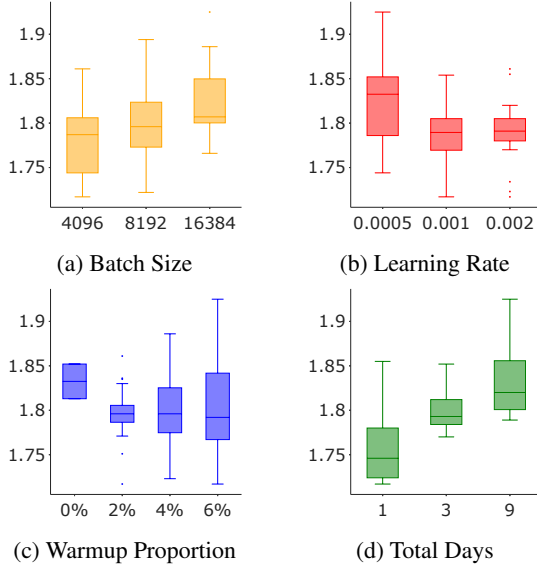 1.9
1.85
1.8
1.75
4096 8192 16384
(a) Batch Size
1.9
1.85
1.8
1.75
0.0005 0.001 0.002
(b) Learning Rate
1.9
1.85
1.8
1.75
0% 2% 4% 6%
(c) Warmup Proportion
1.9
1.85
1.8
1.75
1 3 9
(d) Total Days